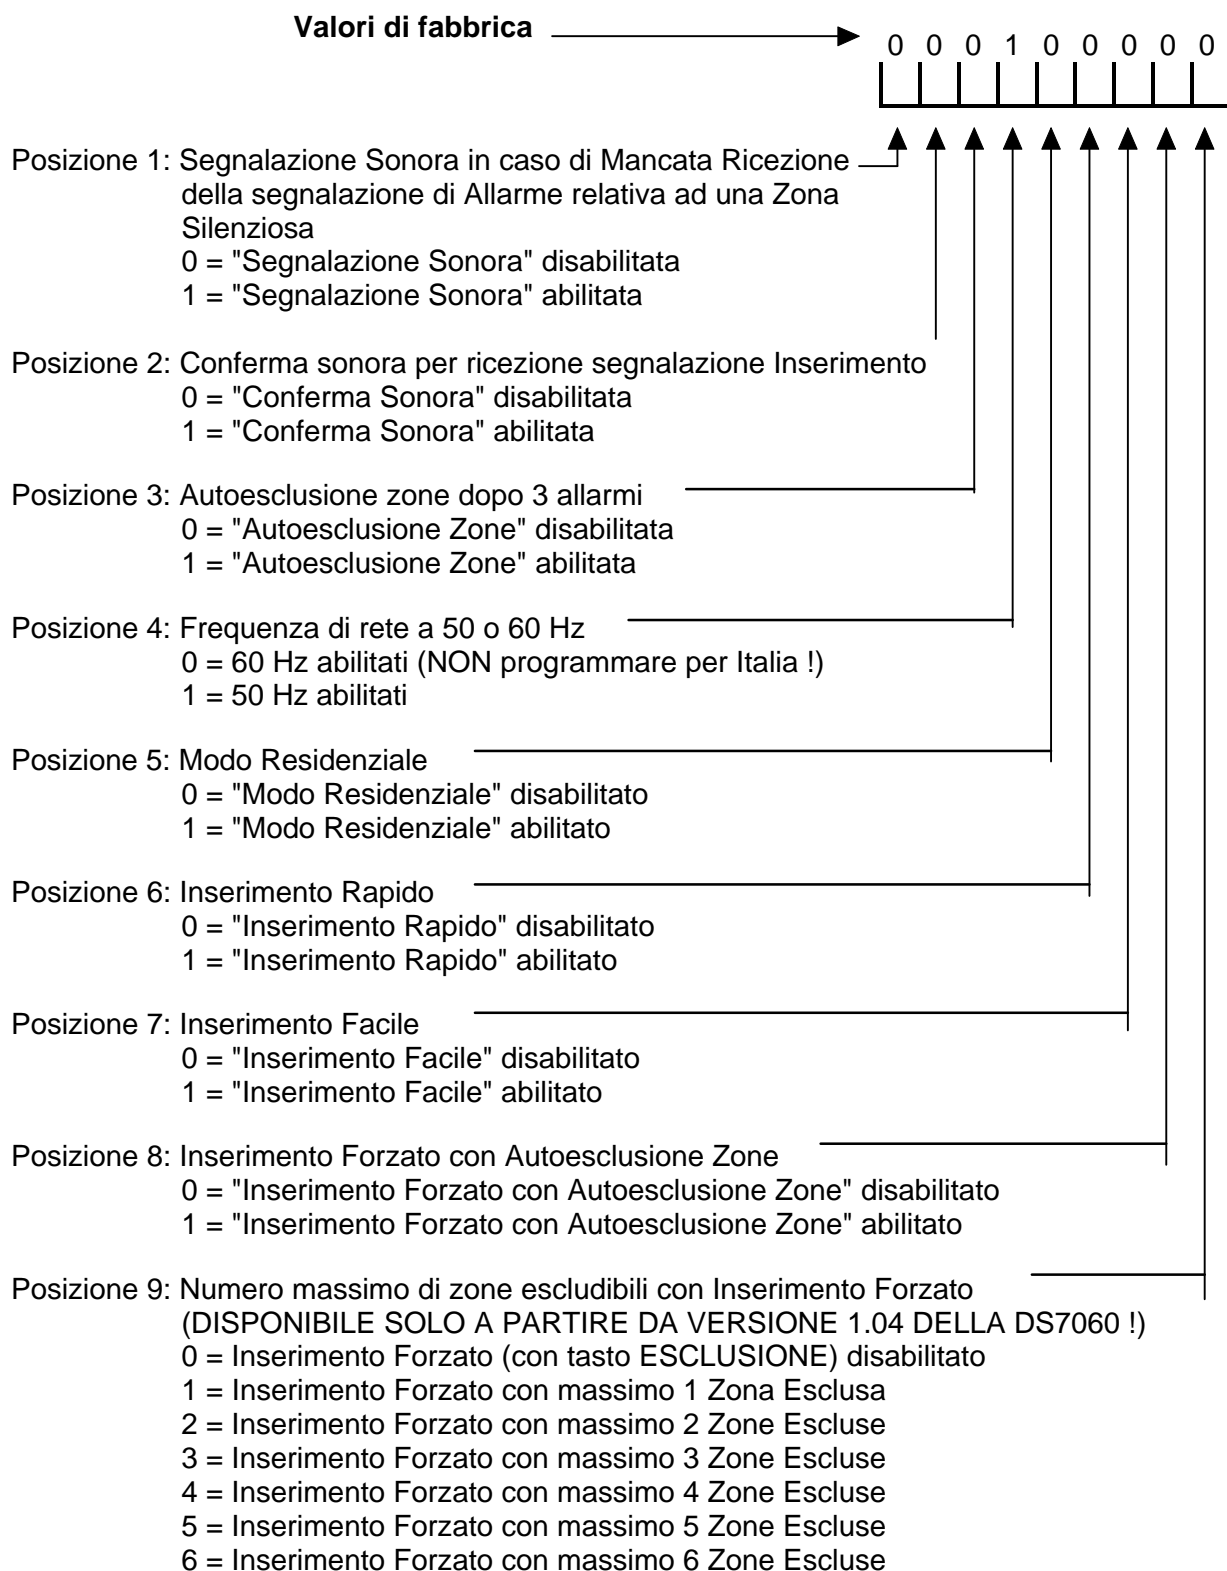 Valori di fabbrica
0 0 0 1 0 0 0 0 0
Posizione 1: Segnalazione Sonora in caso di Mancata Ricezione
della segnalazione di Allarme relativa ad una Zona
Silenziosa
0 = "Segnalazione Sonora" disabilitata
1 = "Segnalazione Sonora" abilitata
Posizione 2: Conferma sonora per ricezione segnalazione Inserimento
0 = "Conferma Sonora" disabilitata
1 = "Conferma Sonora" abilitata
Posizione 3: Autoesclusione zone dopo 3 allarmi
0 = "Autoesclusione Zone" disabilitata
1 = "Autoesclusione Zone" abilitata
Posizione 4: Frequenza di rete a 50 o 60 Hz
0 = 60 Hz abilitati (NON programmare per Italia !)
1 = 50 Hz abilitati
Posizione 5: Modo Residenziale
0 = "Modo Residenziale" disabilitato
1 = "Modo Residenziale" abilitato
Posizione 6: Inserimento Rapido
0 = "Inserimento Rapido" disabilitato
1 = "Inserimento Rapido" abilitato
Posizione 7: Inserimento Facile
0 = "Inserimento Facile" disabilitato
1 = "Inserimento Facile" abilitato
Posizione 8: Inserimento Forzato con Autoesclusione Zone
0 = "Inserimento Forzato con Autoesclusione Zone" disabilitato
1 = "Inserimento Forzato con Autoesclusione Zone" abilitato
Posizione 9: Numero massimo di zone escludibili con Inserimento Forzato
(DISPONIBILE SOLO A PARTIRE DA VERSIONE 1.04 DELLA DS7060 !)
0 = Inserimento Forzato (con tasto ESCLUSIONE) disabilitato
1 = Inserimento Forzato con massimo 1 Zona Esclusa
2 = Inserimento Forzato con massimo 2 Zone Escluse
3 = Inserimento Forzato con massimo 3 Zone Escluse
4 = Inserimento Forzato con massimo 4 Zone Escluse
5 = Inserimento Forzato con massimo 5 Zone Escluse
6 = Inserimento Forzato con massimo 6 Zone Escluse